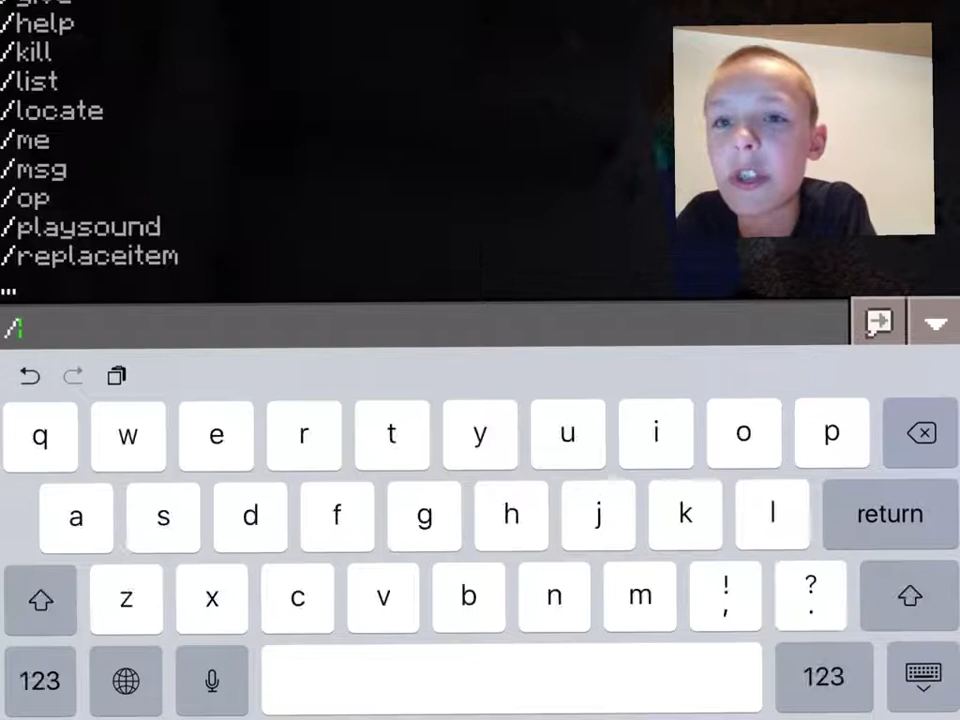 /help
/kill
/list
/locate
/me
/msg
/op
/playsound
/replaceitem
...
/
q w e r t y u i o p
a s d f g h j k l return
z x c v b n m ! , ? .
123 123